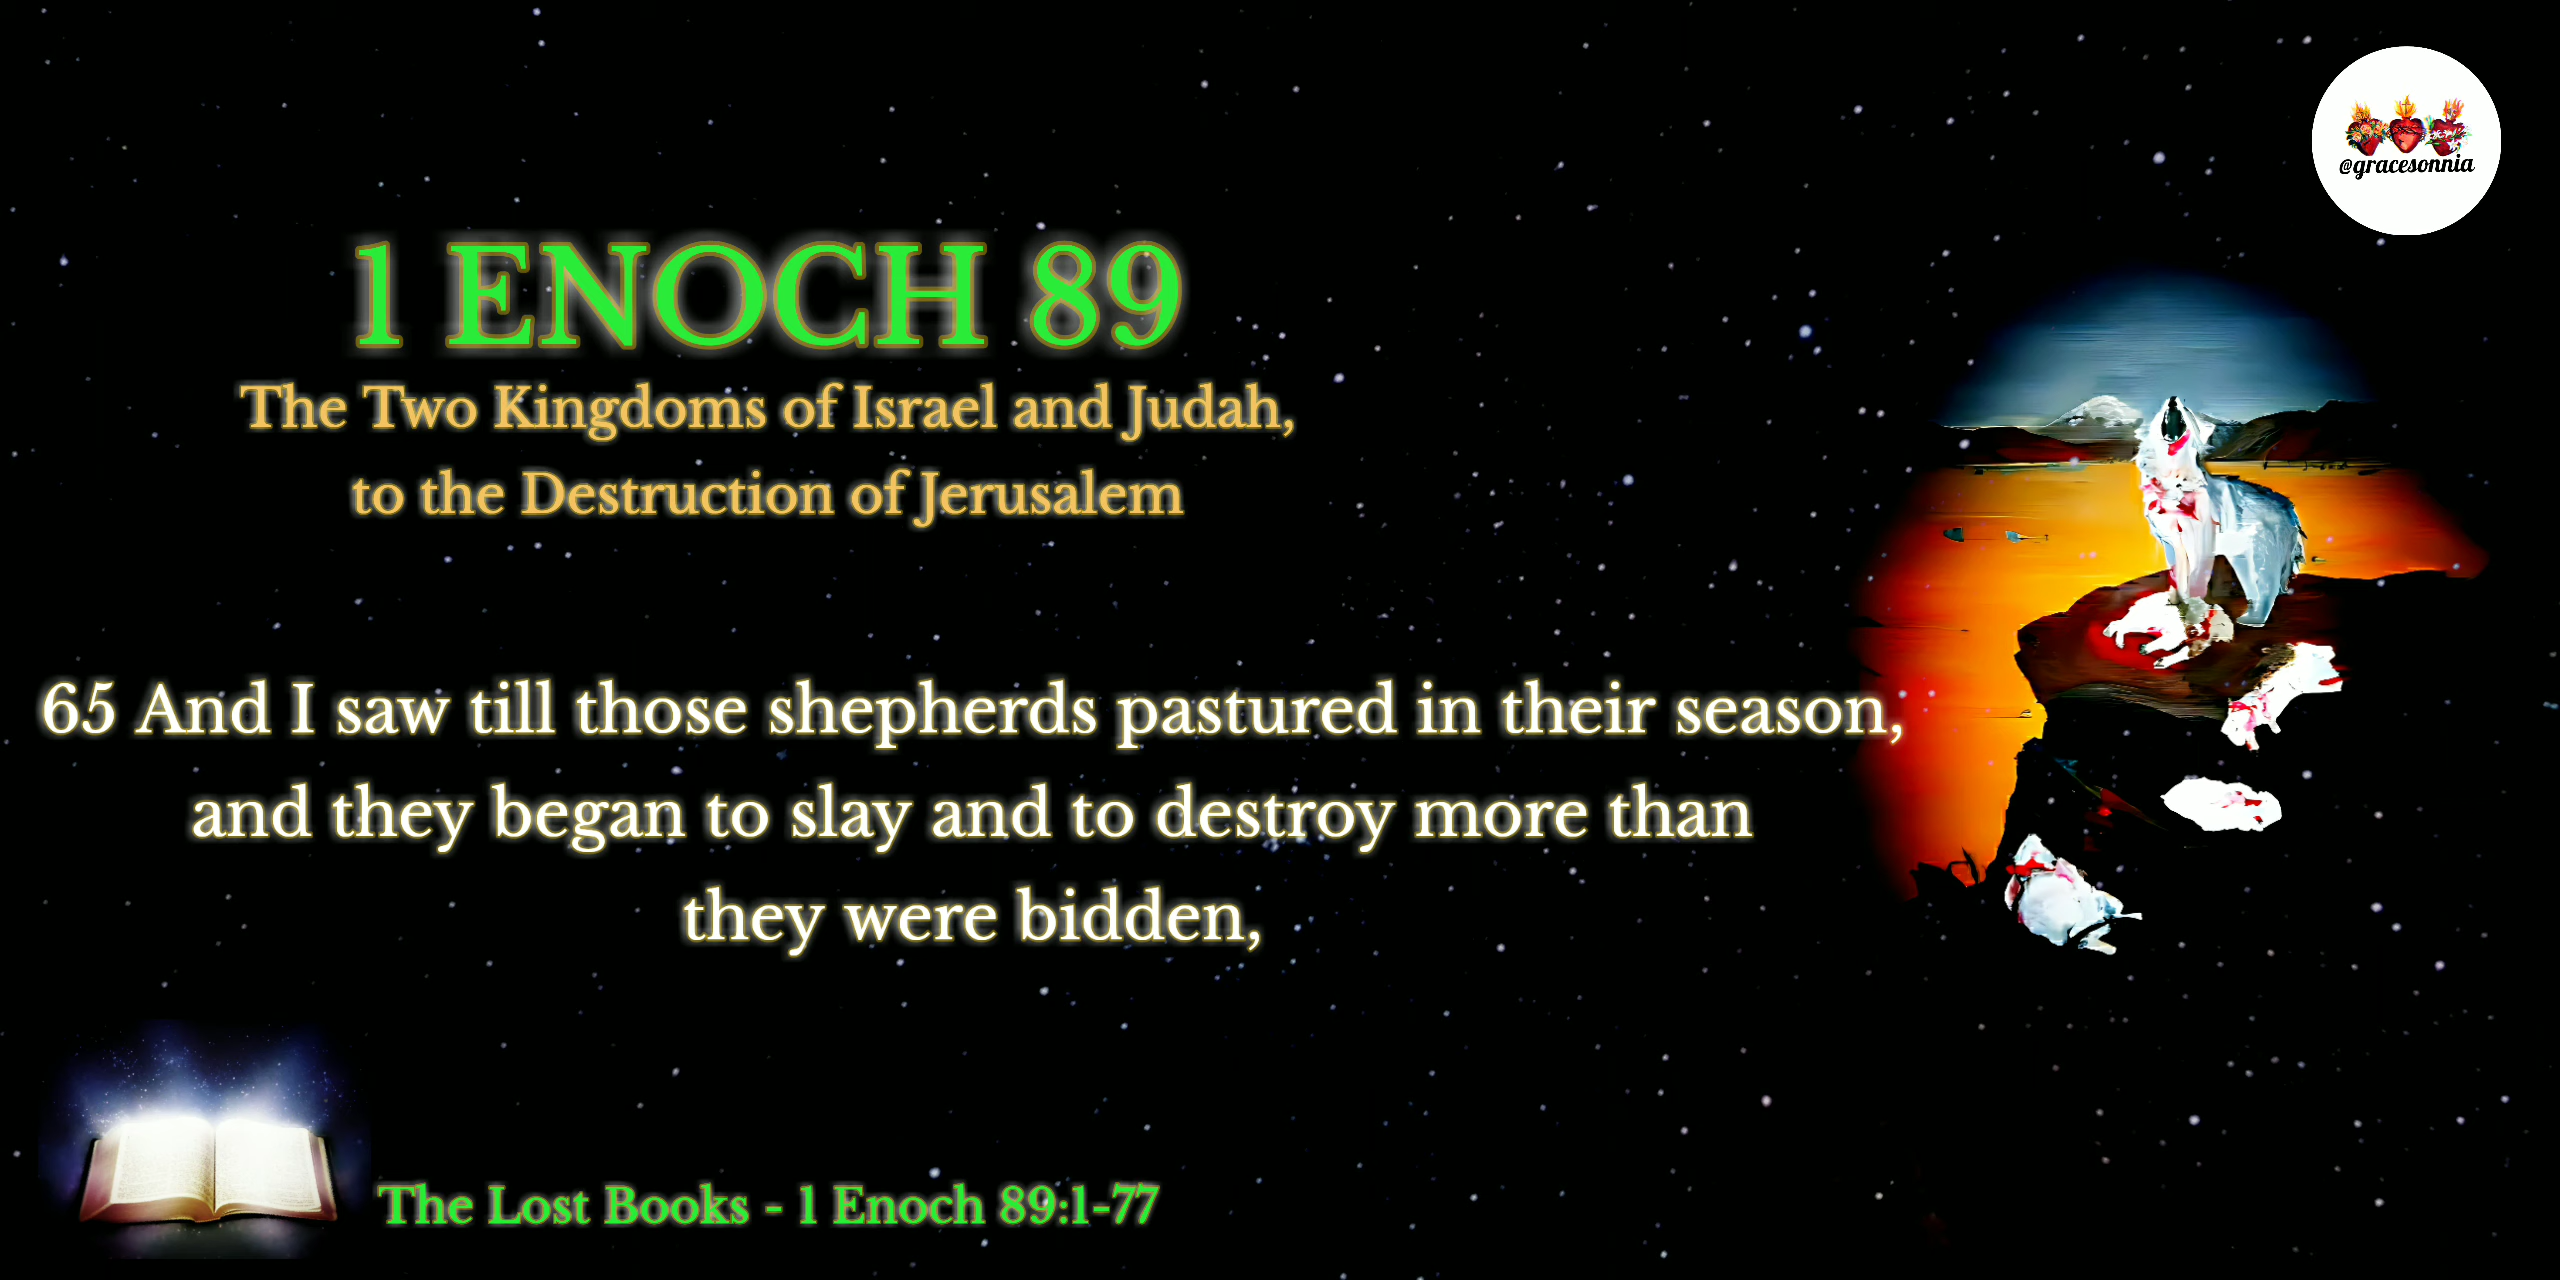 @gracesonnia
1 ENOCH 89
The Two Kingdoms of Israel and Judah,
to the Destruction of Jerusalem
65 And I saw till those shepherds pastured in their season,
and they began to slay and to destroy more than
they were bidden,
The Lost Books - 1 Enoch 89:1-77